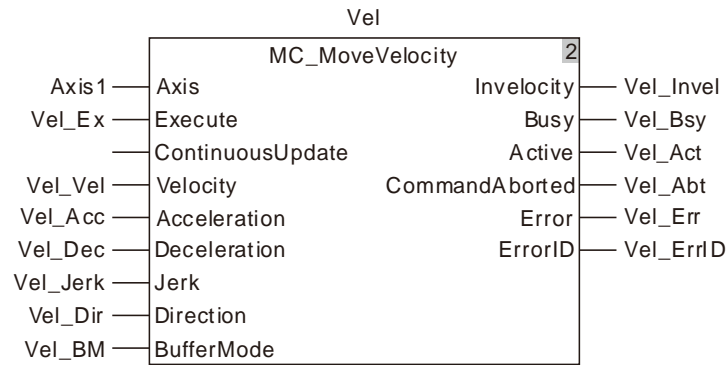 Vel
MC_MoveVelocity 2
Axis1 Axis Invelocity Vel_Invel
Vel_Ex Execute Busy Vel_Bsy
ContinuousUpdate Active Vel_Act
Vel_Vel Velocity CommandAborted Vel_Abt
Vel_Acc Acceleration Error Vel_Err
Vel_Dec Deceleration ErrorID Vel_ErrID
Vel_Jerk Jerk
Vel_Dir Direction
Vel_BM BufferMode